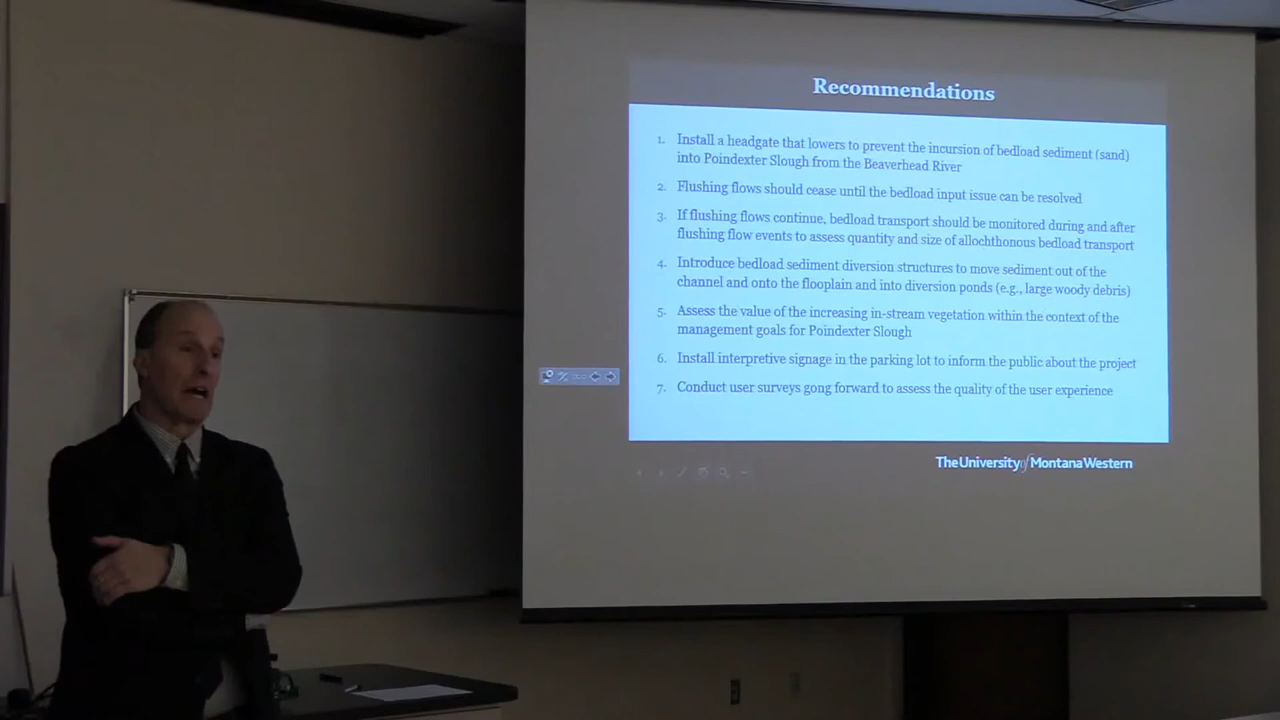 Recommendations
1. Install a headgate that lowers to prevent the incursion of bedload sediment (sand)
into Poindexter Slough from the Beaverhead River
2. Flushing flows should cease until the bedload input issue can be resolved
3. If flushing flows continue, bedload transport should be monitored during and after
flushing flow events to assess quantity and size of allochthonous bedload transport
4. Introduce bedload sediment diversion structures to move sediment out of the
channel and onto the flooplain and into diversion ponds (e.g., large woody debris)
5. Assess the value of the increasing in-stream vegetation within the context of the
management goals for Poindexter Slough
6. Install interpretive signage in the parking lot to inform the public about the project
7. Conduct user surveys gong forward to assess the quality of the user experience
The University of Montana Western